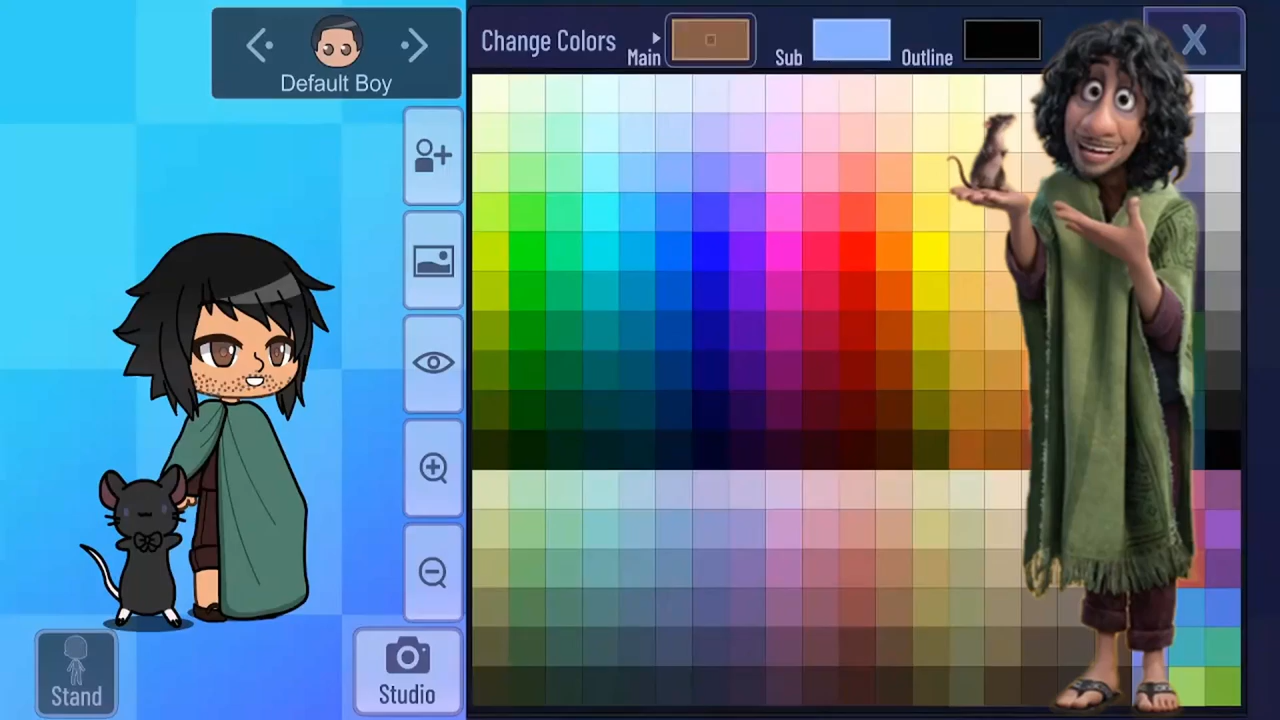 Default Boy
Change Colors
Main
Sub
Outline
X
Stand
Studio